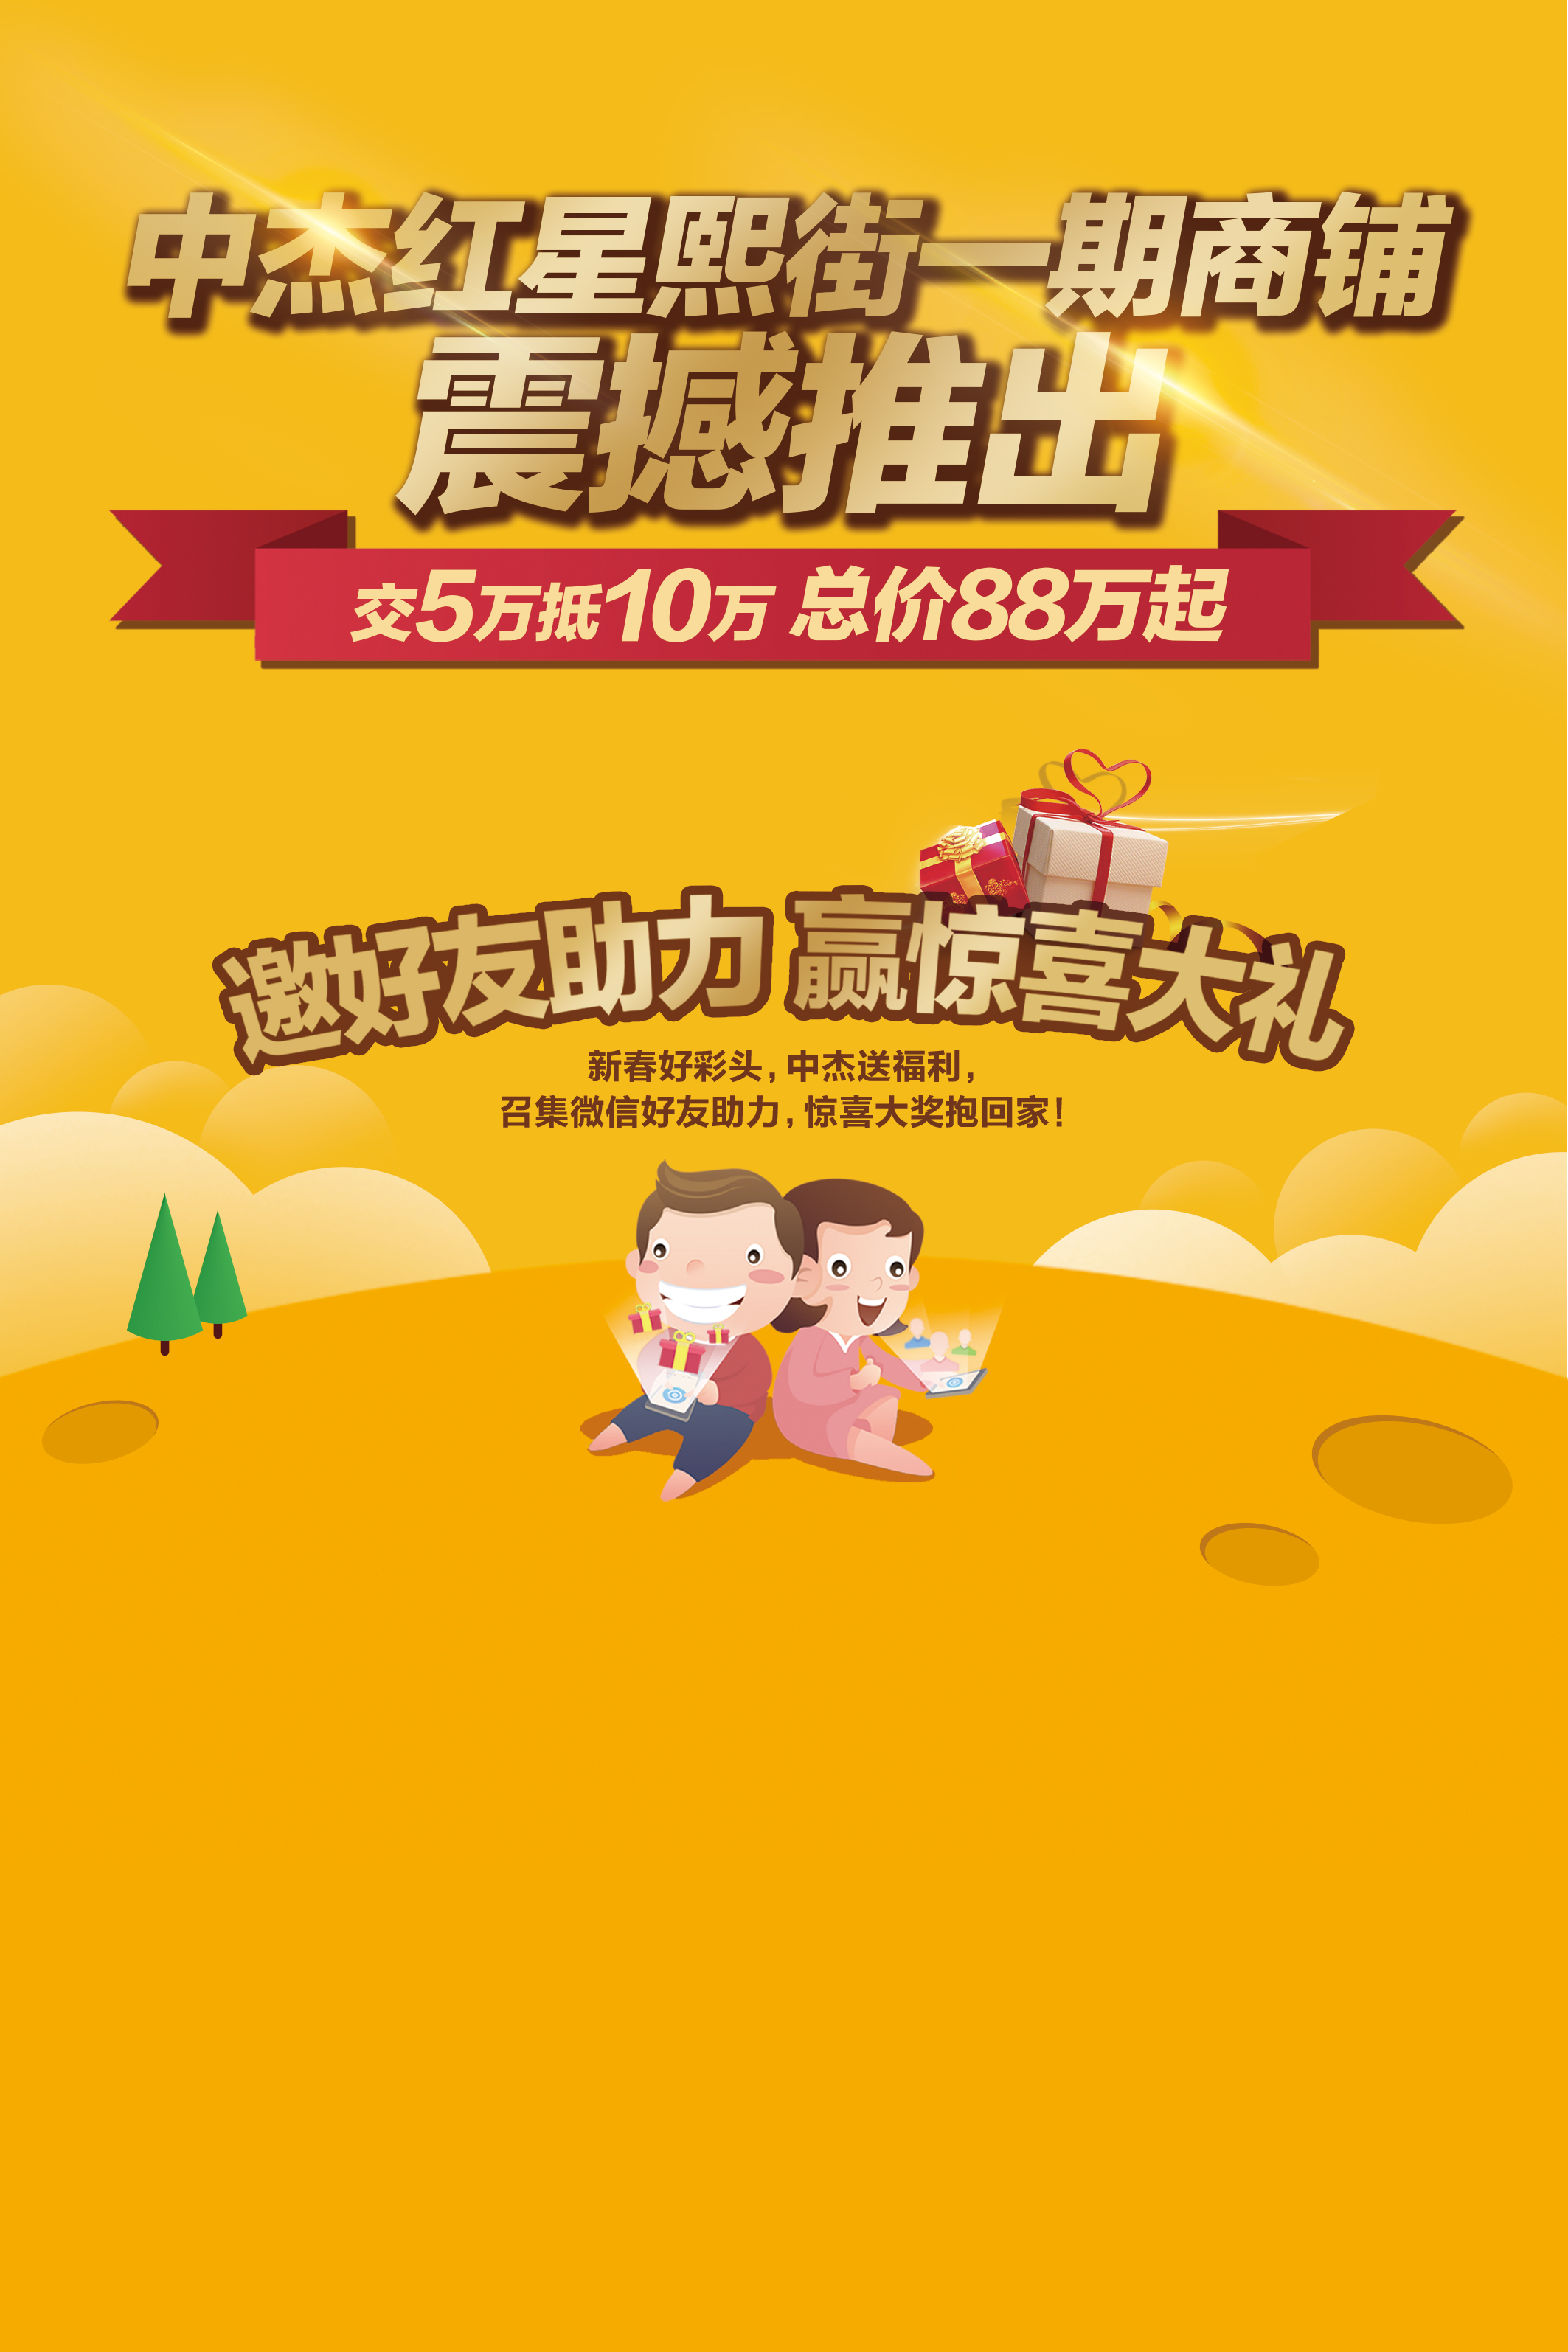 中杰红星熙街一期商铺
震撼推出
交5万抵10万 总价88万起
邀好友助力 赢惊喜大礼
新春好彩头，中杰送福利，
召集微信好友助力，惊喜大奖抱回家！